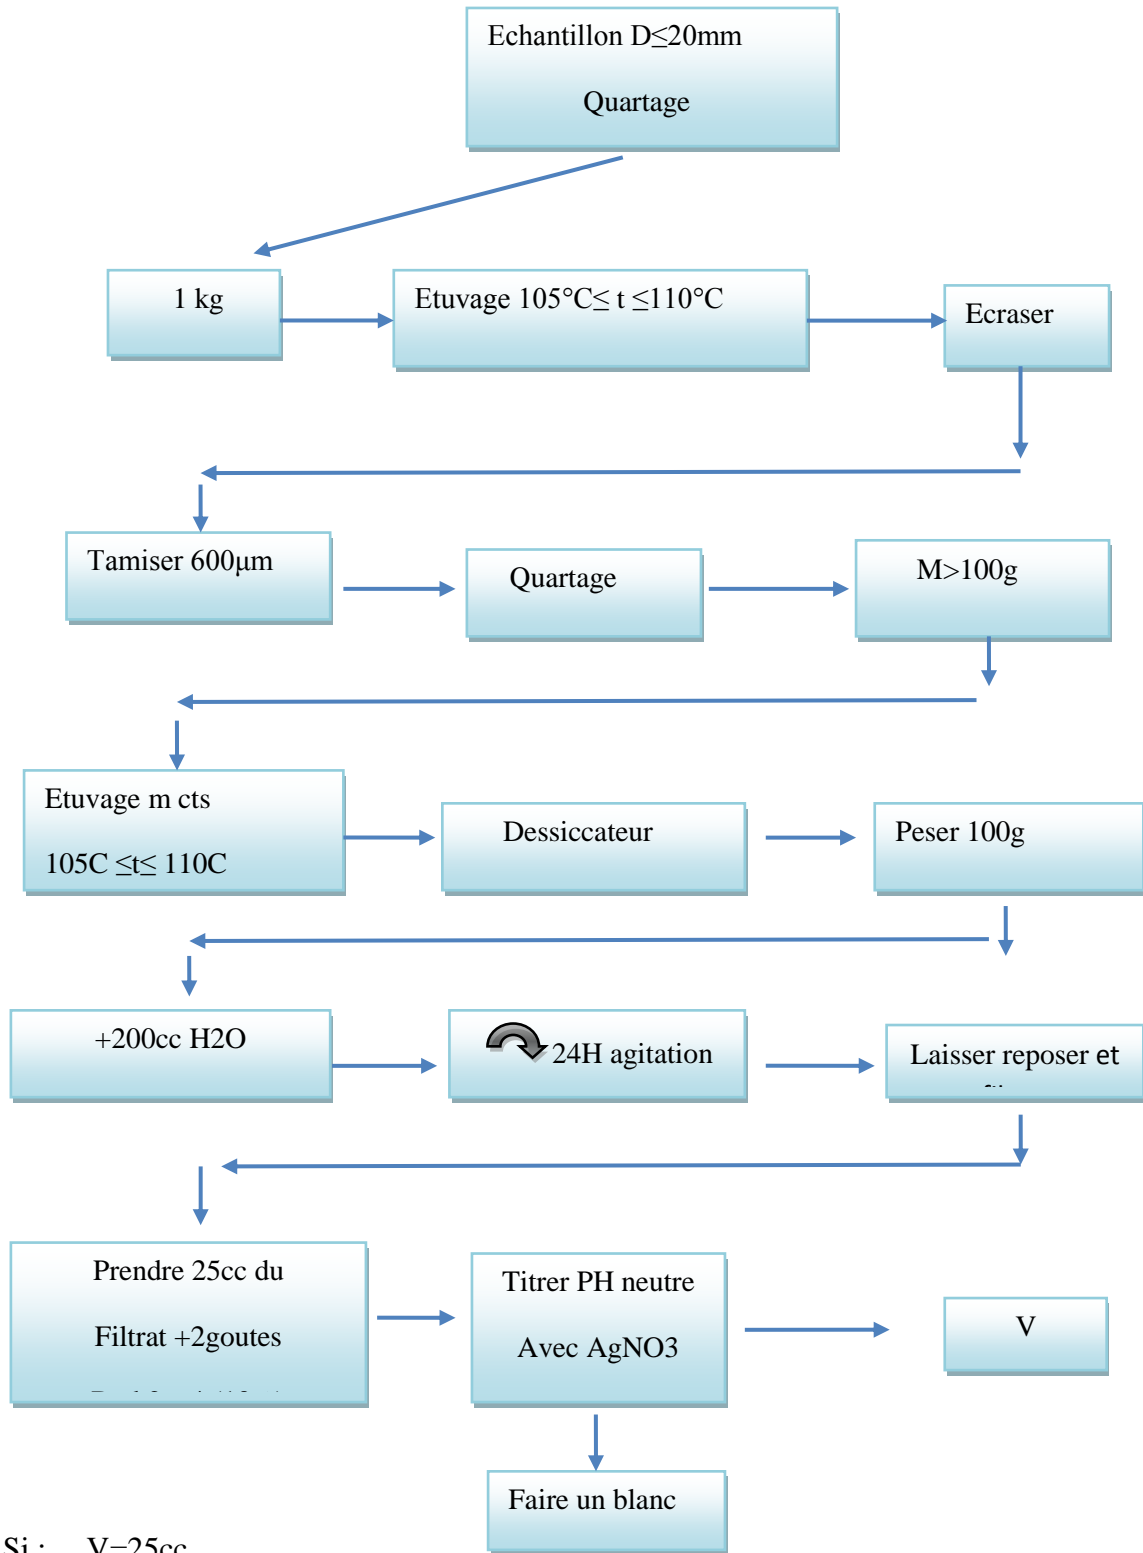 Echantillon D≤20mm
Quartage
1 kg
Etuvage 105°C≤ t ≤110°C
Ecraser
Tamiser 600µm
Quartage
M>100g
Etuvage m cts
105C ≤t≤ 110C
Dessiccateur
Peser 100g
+200cc H2O
24H agitation
Laisser reposer et
Prendre 25cc du
Filtrat +2goutes
Titrer PH neutre
Avec AgNO3
V
Faire un blanc
Si : V=25cc